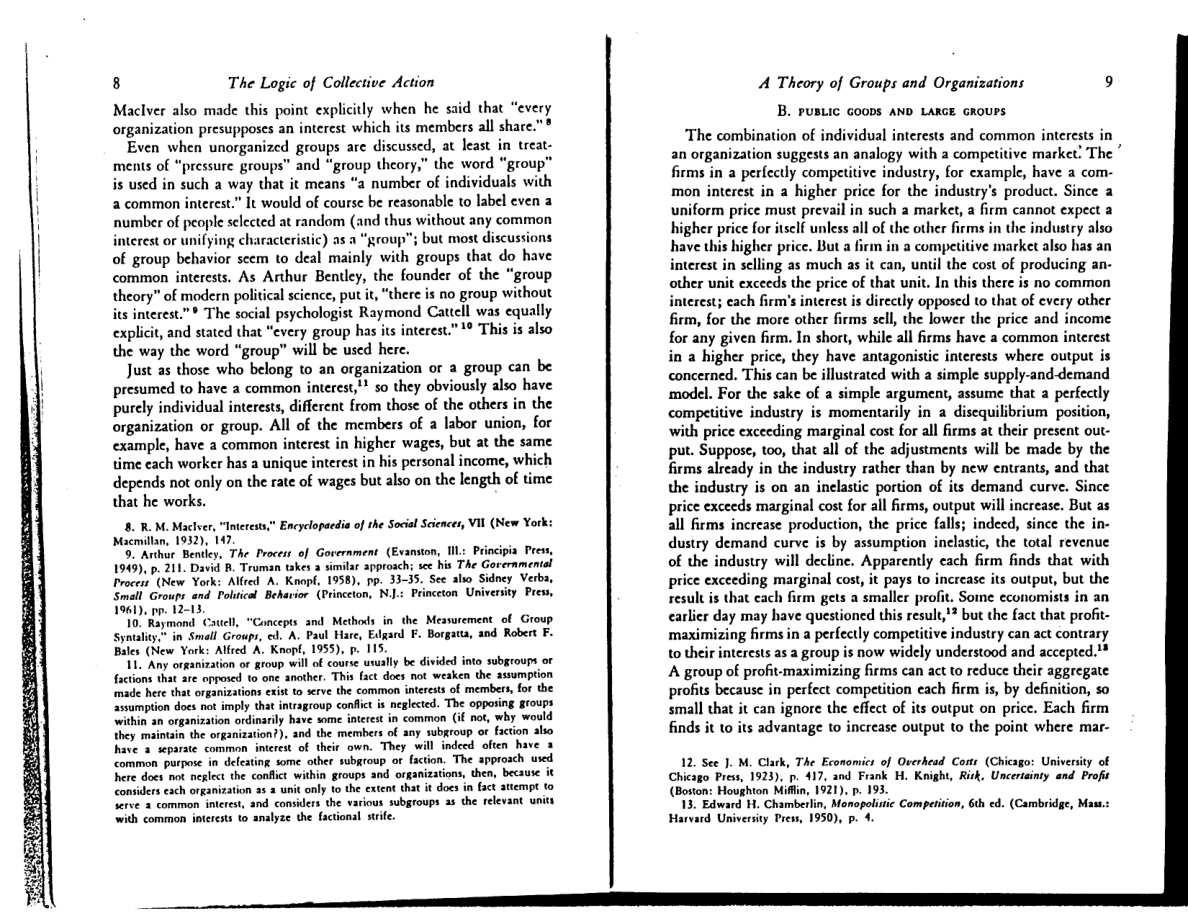 8 The Logic of Collective Action
MacIver also made this point explicitly when he said that "every
organization presupposes an interest which its members all share." 8
Even when unorganized groups are discussed, at least in treat-
ments of "pressure groups" and "group theory," the word "group"
is used in such a way that it means "a number of individuals with
a common interest." It would of course be reasonable to label even a
number of people selected at random (and thus without any common
interest or unifying characteristic) as a "group"; but most discussions
of group behavior seem to deal mainly with groups that do have
common interests. As Arthur Bentley, the founder of the "group
theory" of modern political science, put it, "there is no group without
its interest." 9 The social psychologist Raymond Cattell was equally
explicit, and stated that "every group has its interest." 10 This is also
the way the word "group" will be used here.
Just as those who belong to an organization or a group can be
presumed to have a common interest,11 so they obviously also have
purely individual interests, different from those of the others in the
organization or group. All of the members of a labor union, for
example, have a common interest in higher wages, but at the same
time each worker has a unique interest in his personal income, which
depends not only on the rate of wages but also on the length of time
that he works.
8. R. M. MacIver, "Interests," Encyclopaedia of the Social Sciences, VII (New York:
Macmillan, 1932), 147.
9. Arthur Bentley, The Process of Government (Evanston, Ill.: Principia Press,
1949), p. 211. David B. Truman takes a similar approach; see his The Governmental
Process (New York: Alfred A. Knopf, 1958), pp. 33–35. See also Sidney Verba,
Small Groups and Political Behavior (Princeton, N.J.: Princeton University Press,
1961), pp. 12–13.
10. Raymond Cattell, "Concepts and Methods in the Measurement of Group
Syntality," in Small Groups, ed. A. Paul Hare, Edgard F. Borgatta, and Robert F.
Bales (New York: Alfred A. Knopf, 1955), p. 115.
11. Any organization or group will of course usually be divided into subgroups or
factions that are opposed to one another. This fact does not weaken the assumption
made here that organizations exist to serve the common interests of members, for the
assumption does not imply that intragroup conflict is neglected. The opposing groups
within an organization ordinarily have some interest in common (if not, why would
they maintain the organization?), and the members of any subgroup or faction also
have a separate common interest of their own. They will indeed often have a
common purpose in defeating some other subgroup or faction. The approach used
here does not neglect the conflict within groups and organizations, then, because it
considers each organization as a unit only to the extent that it does in fact attempt to
serve a common interest, and considers the various subgroups as the relevant units
with common interests to analyze the factional strife.
A Theory of Groups and Organizations 9
B. PUBLIC GOODS AND LARGE GROUPS
The combination of individual interests and common interests in
an organization suggests an analogy with a competitive market. The
firms in a perfectly competitive industry, for example, have a com-
mon interest in a higher price for the industry's product. Since a
uniform price must prevail in such a market, a firm cannot expect a
higher price for itself unless all of the other firms in the industry also
have this higher price. But a firm in a competitive market also has an
interest in selling as much as it can, until the cost of producing an-
other unit exceeds the price of that unit. In this there is no common
interest; each firm's interest is directly opposed to that of every other
firm, for the more other firms sell, the lower the price and income
for any given firm. In short, while all firms have a common interest
in a higher price, they have antagonistic interests where output is
concerned. This can be illustrated with a simple supply-and-demand
model. For the sake of a simple argument, assume that a perfectly
competitive industry is momentarily in a disequilibrium position,
with price exceeding marginal cost for all firms at their present out-
put. Suppose, too, that all of the adjustments will be made by the
firms already in the industry rather than by new entrants, and that
the industry is on an inelastic portion of its demand curve. Since
price exceeds marginal cost for all firms, output will increase. But as
all firms increase production, the price falls; indeed, since the in-
dustry demand curve is by assumption inelastic, the total revenue
of the industry will decline. Apparently each firm finds that with
price exceeding marginal cost, it pays to increase its output, but the
result is that each firm gets a smaller profit. Some economists in an
earlier day may have questioned this result,12 but the fact that profit-
maximizing firms in a perfectly competitive industry can act contrary
to their interests as a group is now widely understood and accepted.13
A group of profit-maximizing firms can act to reduce their aggregate
profits because in perfect competition each firm is, by definition, so
small that it can ignore the effect of its output on price. Each firm
finds it to its advantage to increase output to the point where mar-
12. See J. M. Clark, The Economics of Overhead Costs (Chicago: University of
Chicago Press, 1923), p. 417, and Frank H. Knight, Risk, Uncertainty and Profit
(Boston: Houghton Mifflin, 1921), p. 193.
13. Edward H. Chamberlin, Monopolistic Competition, 6th ed. (Cambridge, Mass.:
Harvard University Press, 1950), p. 4.